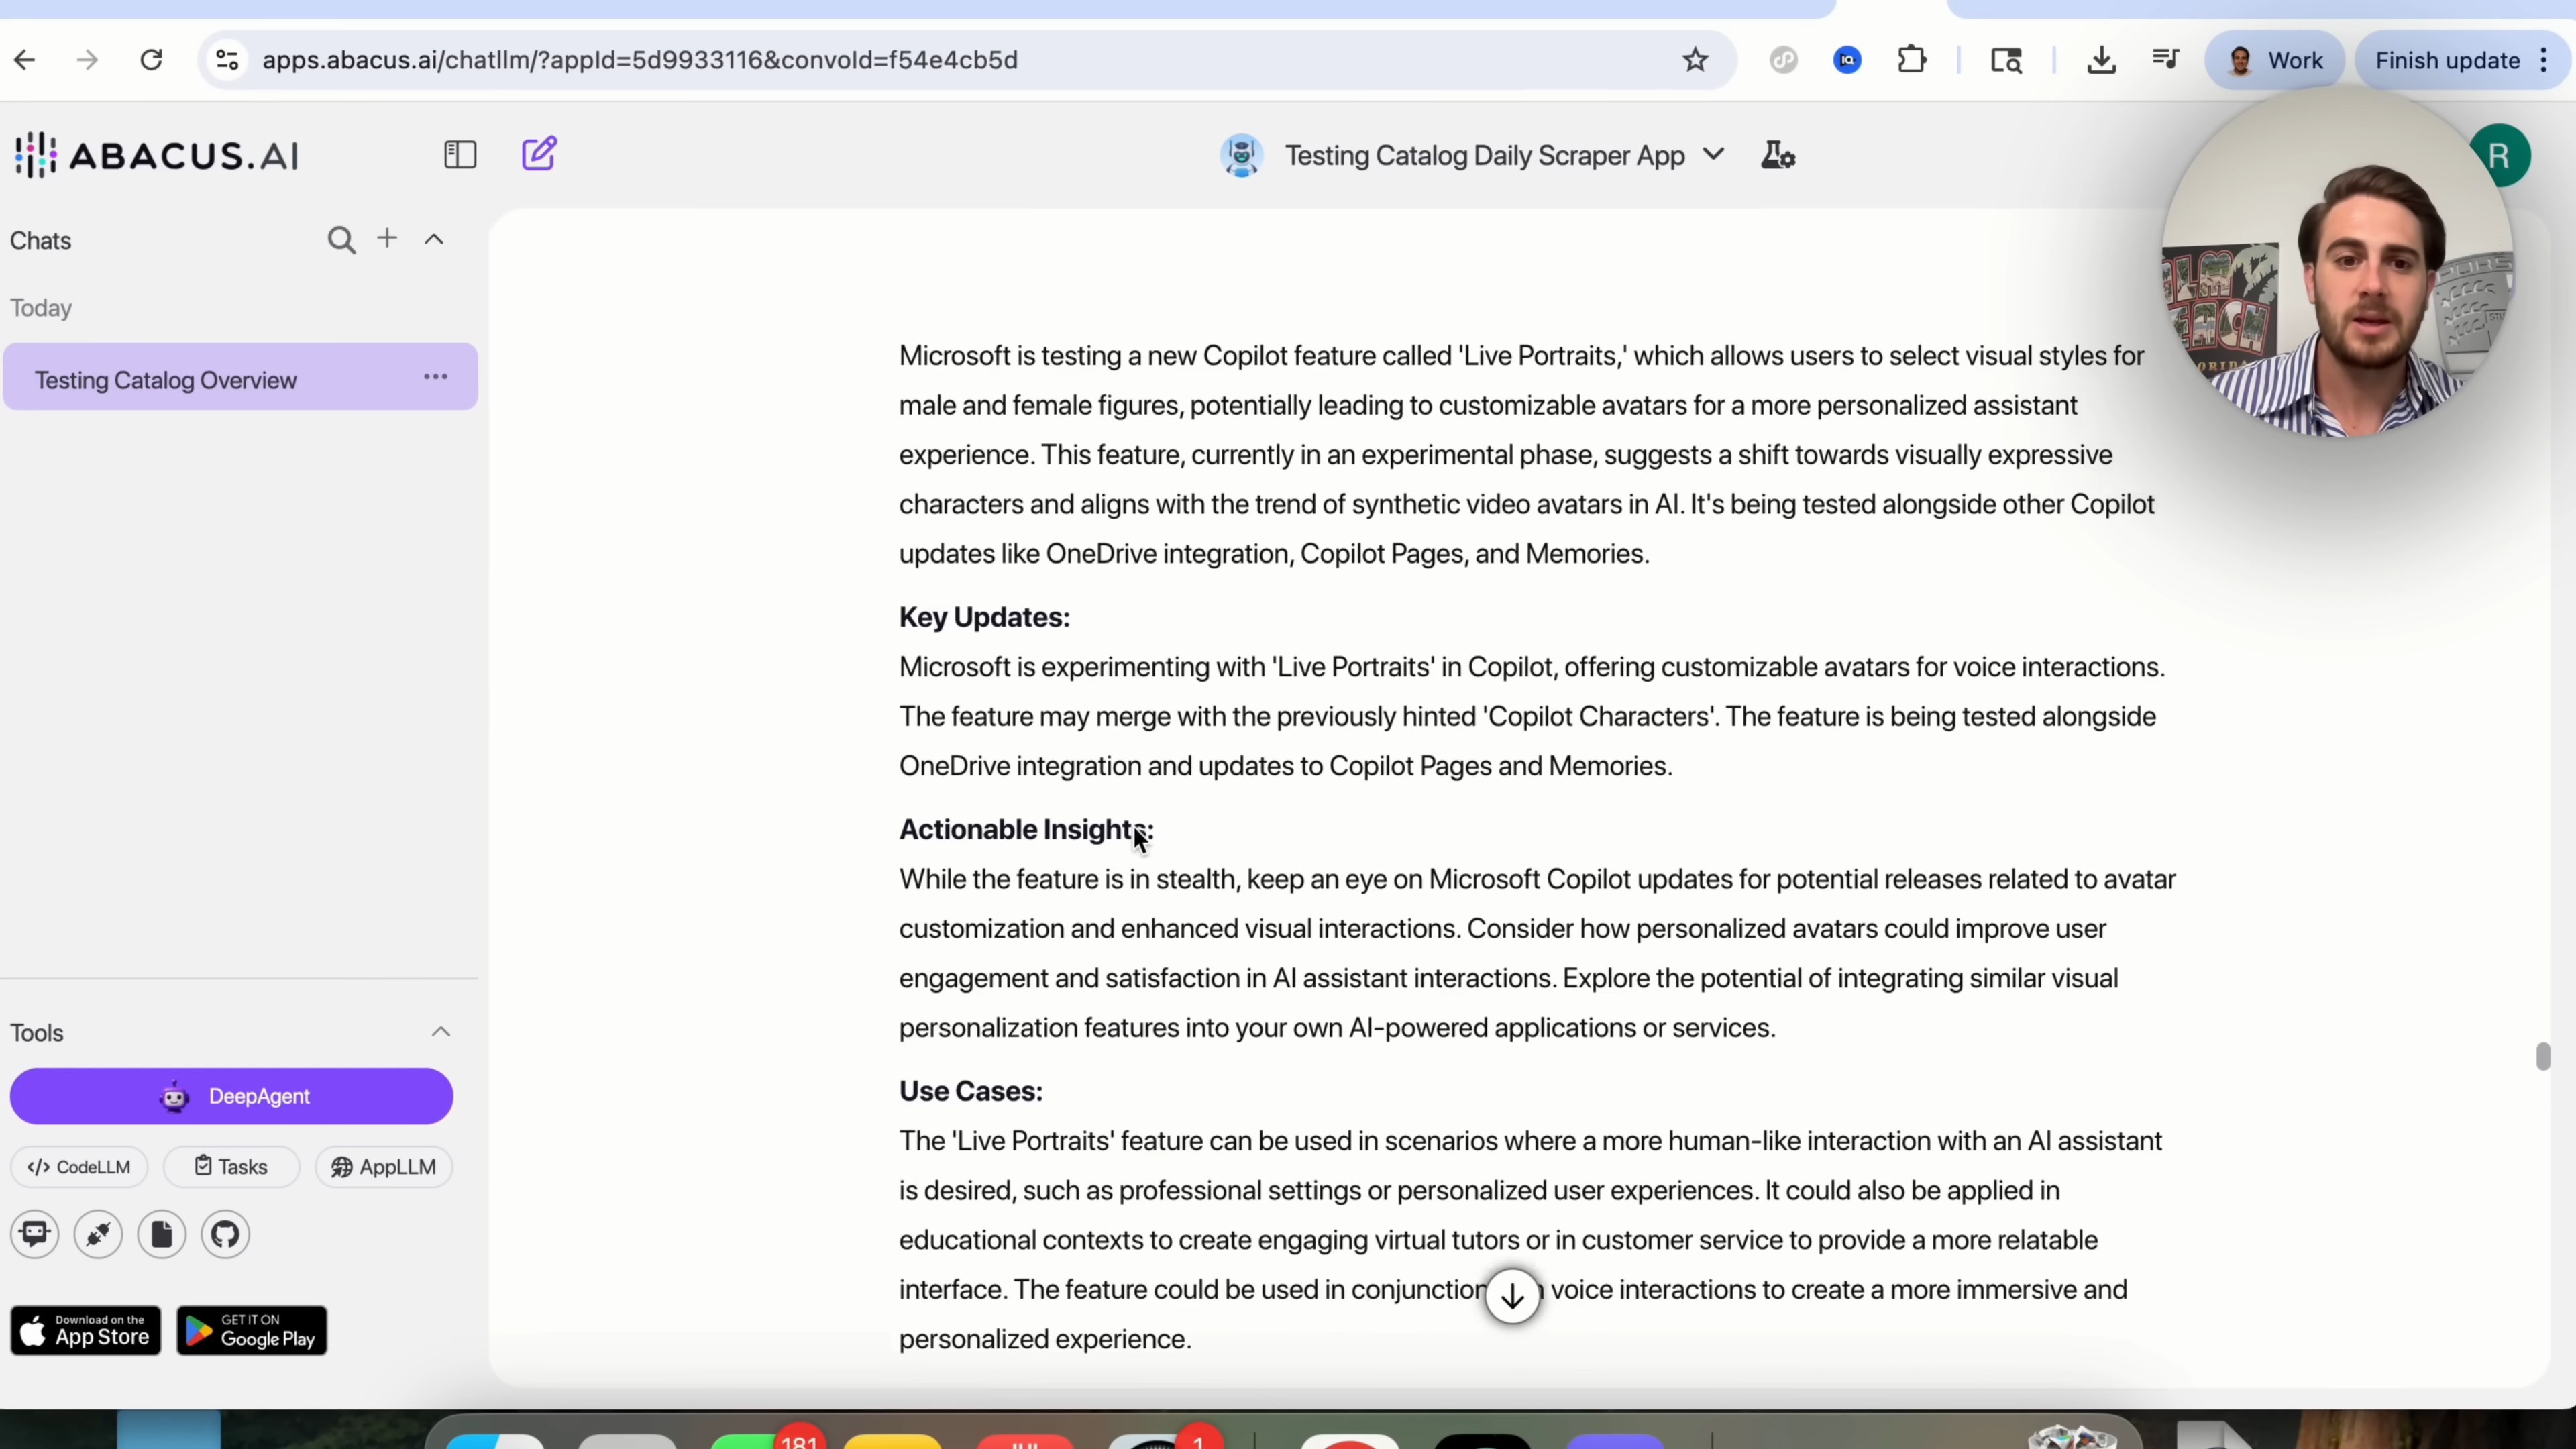 apps.abacus.ai/chatllm/?appId=5d9933116&convoId=f54e4cb5d
Work
Finish update
ABACUS.AI
Testing Catalog Daily Scraper App
R
Chats
Today
Testing Catalog Overview
Microsoft is testing a new Copilot feature called 'Live Portraits,' which allows users to select visual styles for
male and female figures, potentially leading to customizable avatars for a more personalized assistant
experience. This feature, currently in an experimental phase, suggests a shift towards visually expressive
characters and aligns with the trend of synthetic video avatars in AI. It's being tested alongside other Copilot
updates like OneDrive integration, Copilot Pages, and Memories.
Key Updates:
Microsoft is experimenting with 'Live Portraits' in Copilot, offering customizable avatars for voice interactions.
The feature may merge with the previously hinted 'Copilot Characters'. The feature is being tested alongside
OneDrive integration and updates to Copilot Pages and Memories.
Actionable Insights:
While the feature is in stealth, keep an eye on Microsoft Copilot updates for potential releases related to avatar
customization and enhanced visual interactions. Consider how personalized avatars could improve user
engagement and satisfaction in AI assistant interactions. Explore the potential of integrating similar visual
personalization features into your own AI-powered applications or services.
Use Cases:
The 'Live Portraits' feature can be used in scenarios where a more human-like interaction with an AI assistant
is desired, such as professional settings or personalized user experiences. It could also be applied in
educational contexts to create engaging virtual tutors or in customer service to provide a more relatable
interface. The feature could be used in conjunction voice interactions to create a more immersive and
personalized experience.
Tools
DeepAgent
</> CodeLLM
Tasks
AppLLM
Download on the
App Store
GET IT ON
Google Play
181
1